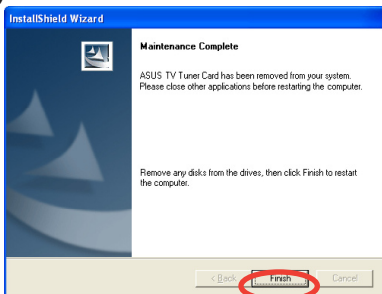 InstallShield Wizard
Maintenance Complete
ASUS TV Tuner Card has been removed from your system.
Please close other applications before restarting the computer.
Remove any disks from the drives, then click Finish to restart
the computer.
< Back
Finish
Cancel